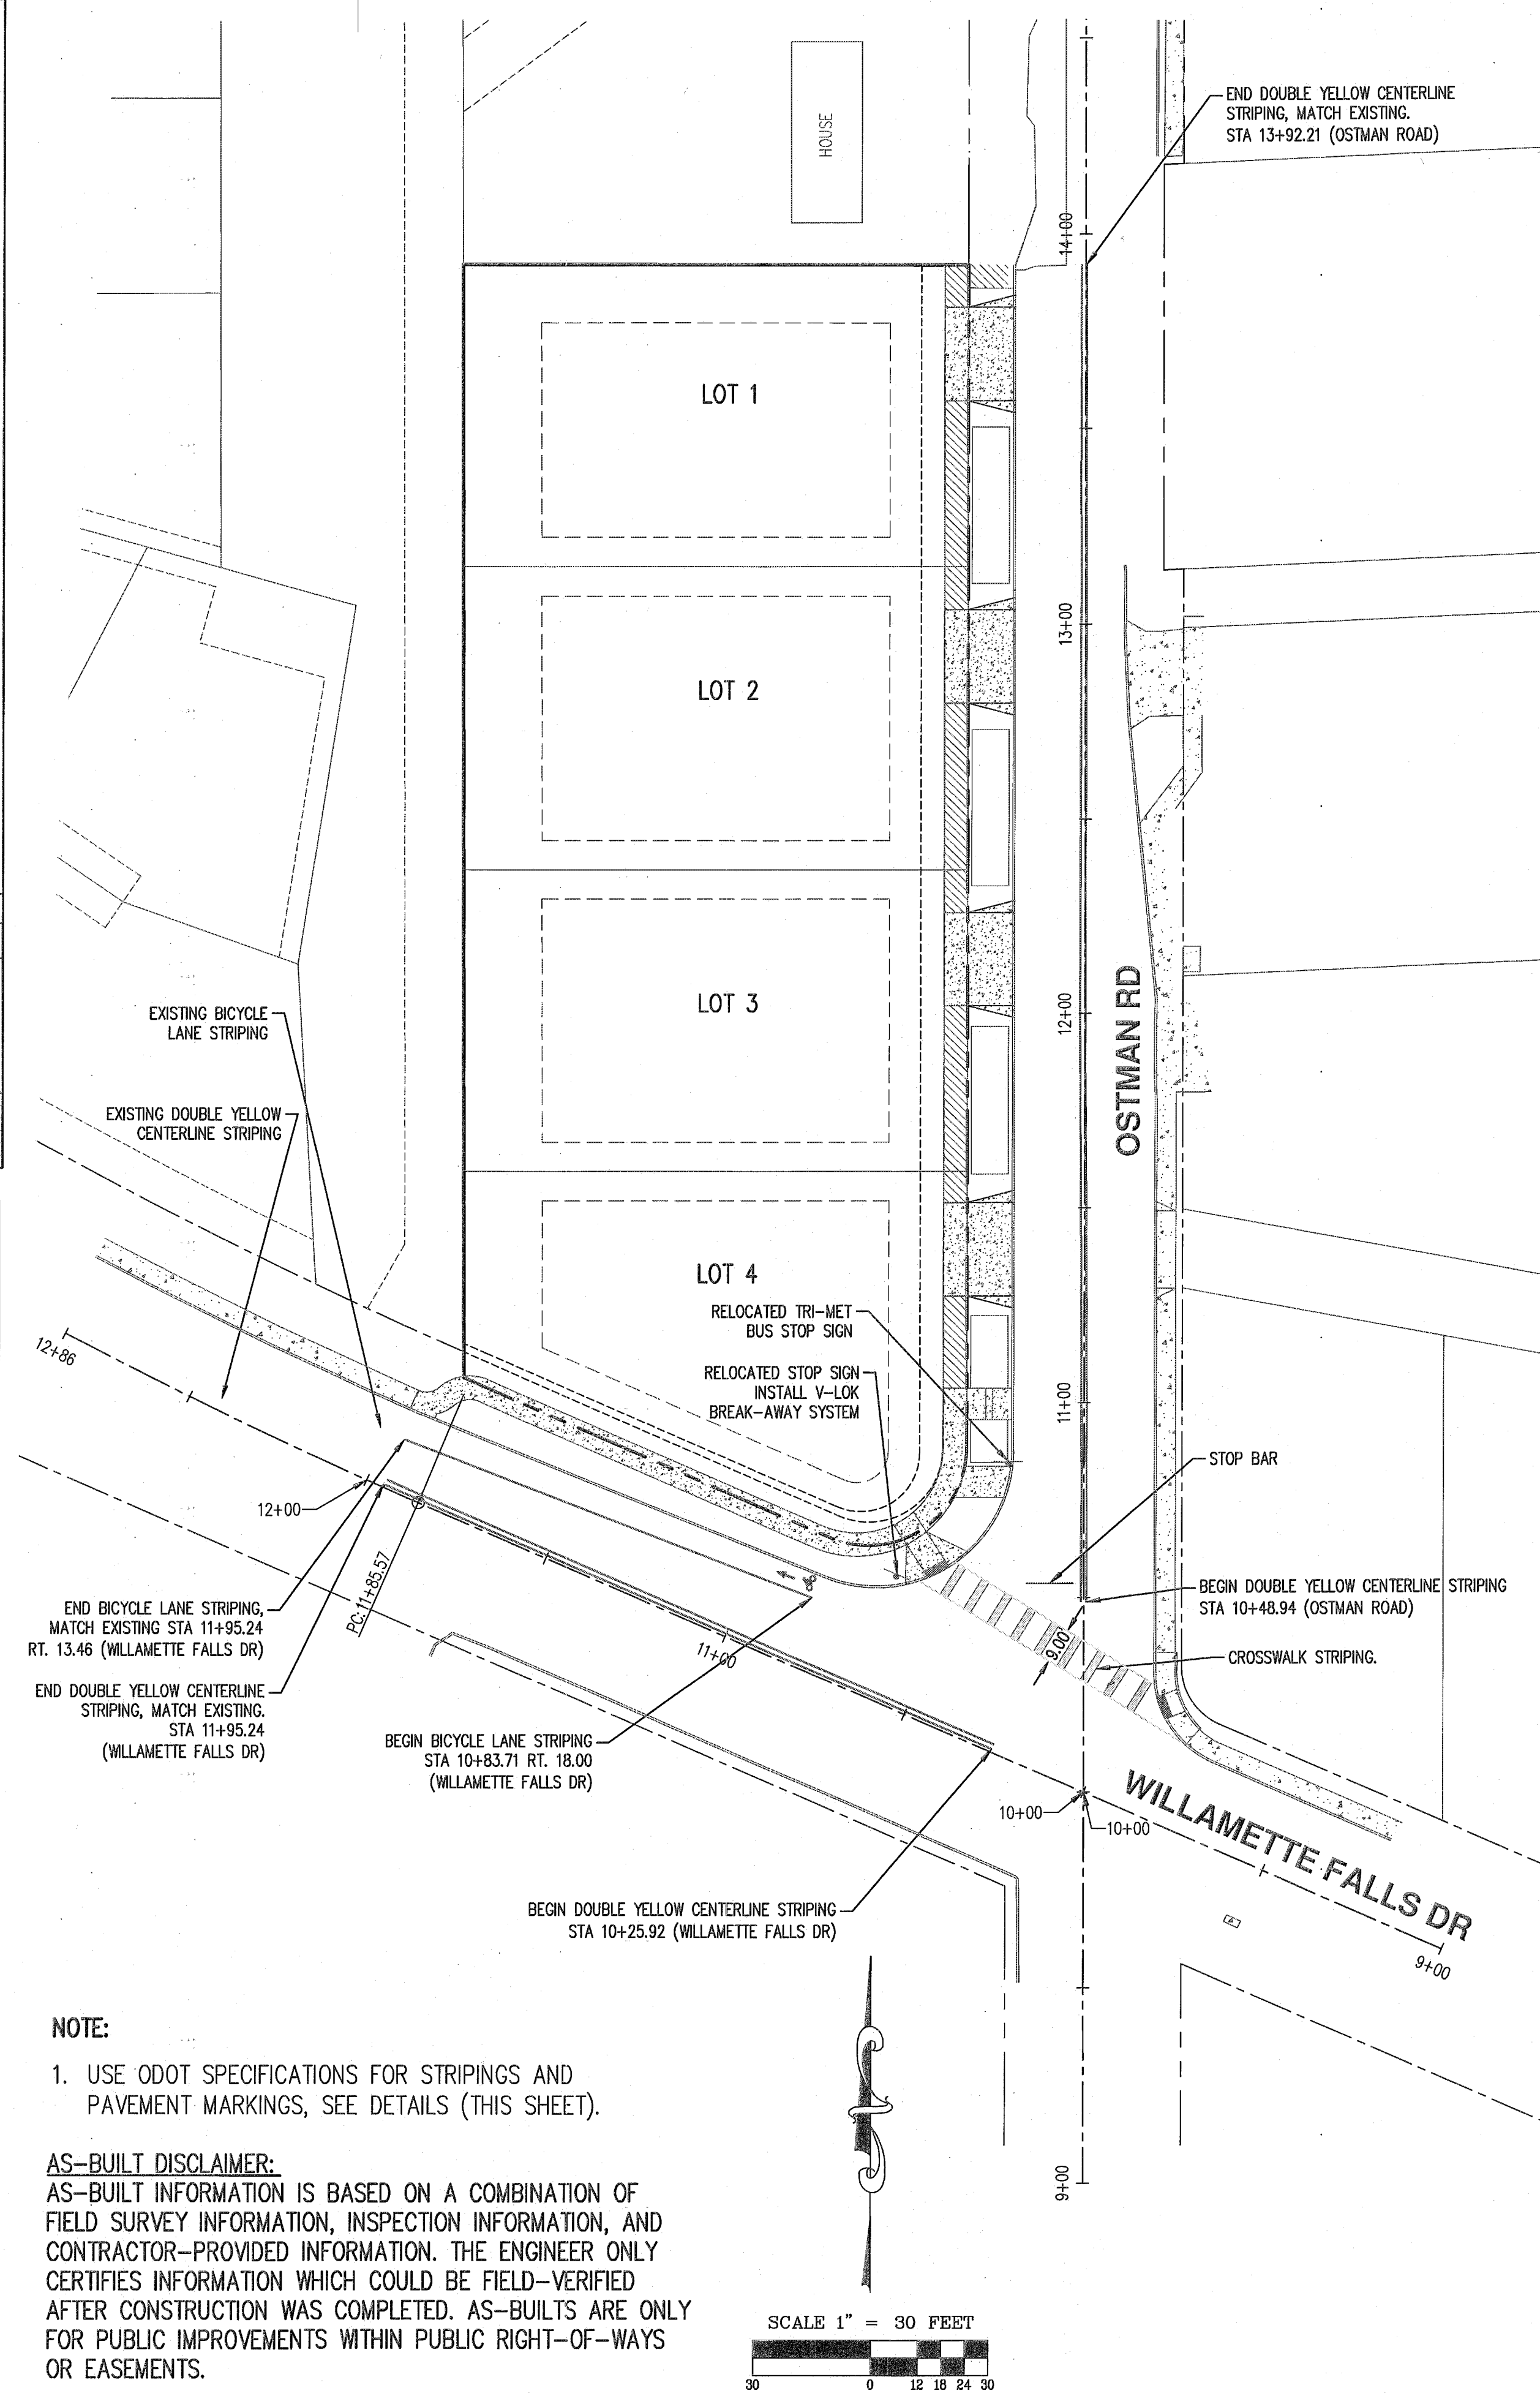 END DOUBLE YELLOW CENTERLINE
STRIPING, MATCH EXISTING.
STA 13+92.21 (OSTMAN ROAD)
HOUSE
14+00
LOT 1
13+00
LOT 2
LOT 3
12+00
OSTMAN RD
EXISTING BICYCLE
LANE STRIPING
EXISTING DOUBLE YELLOW
CENTERLINE STRIPING
LOT 4
RELOCATED TRI-MET
BUS STOP SIGN
12+86
RELOCATED STOP SIGN
INSTALL V-LOK
BREAK-AWAY SYSTEM
11+00
STOP BAR
12+00
PC: 11+85.57
BEGIN DOUBLE YELLOW CENTERLINE STRIPING
STA 10+48.94 (OSTMAN ROAD)
END BICYCLE LANE STRIPING,
MATCH EXISTING STA 11+95.24
RT. 13.46 (WILLAMETTE FALLS DR)
9.00'
11+00
CROSSWALK STRIPING.
END DOUBLE YELLOW CENTERLINE
STRIPING, MATCH EXISTING.
STA 11+95.24
(WILLAMETTE FALLS DR)
BEGIN BICYCLE LANE STRIPING
STA 10+83.71 RT. 18.00
(WILLAMETTE FALLS DR)
10+00
10+00
WILLAMETTE FALLS DR
BEGIN DOUBLE YELLOW CENTERLINE STRIPING
STA 10+25.92 (WILLAMETTE FALLS DR)
9+00
NOTE:
1. USE ODOT SPECIFICATIONS FOR STRIPINGS AND
PAVEMENT MARKINGS, SEE DETAILS (THIS SHEET).
9+00
AS-BUILT DISCLAIMER:
AS-BUILT INFORMATION IS BASED ON A COMBINATION OF
FIELD SURVEY INFORMATION, INSPECTION INFORMATION, AND
CONTRACTOR-PROVIDED INFORMATION. THE ENGINEER ONLY
CERTIFIES INFORMATION WHICH COULD BE FIELD-VERIFIED
AFTER CONSTRUCTION WAS COMPLETED. AS-BUILTS ARE ONLY
FOR PUBLIC IMPROVEMENTS WITHIN PUBLIC RIGHT-OF-WAYS
OR EASEMENTS.
SCALE 1" = 30 FEET
30 0 12 18 24 30